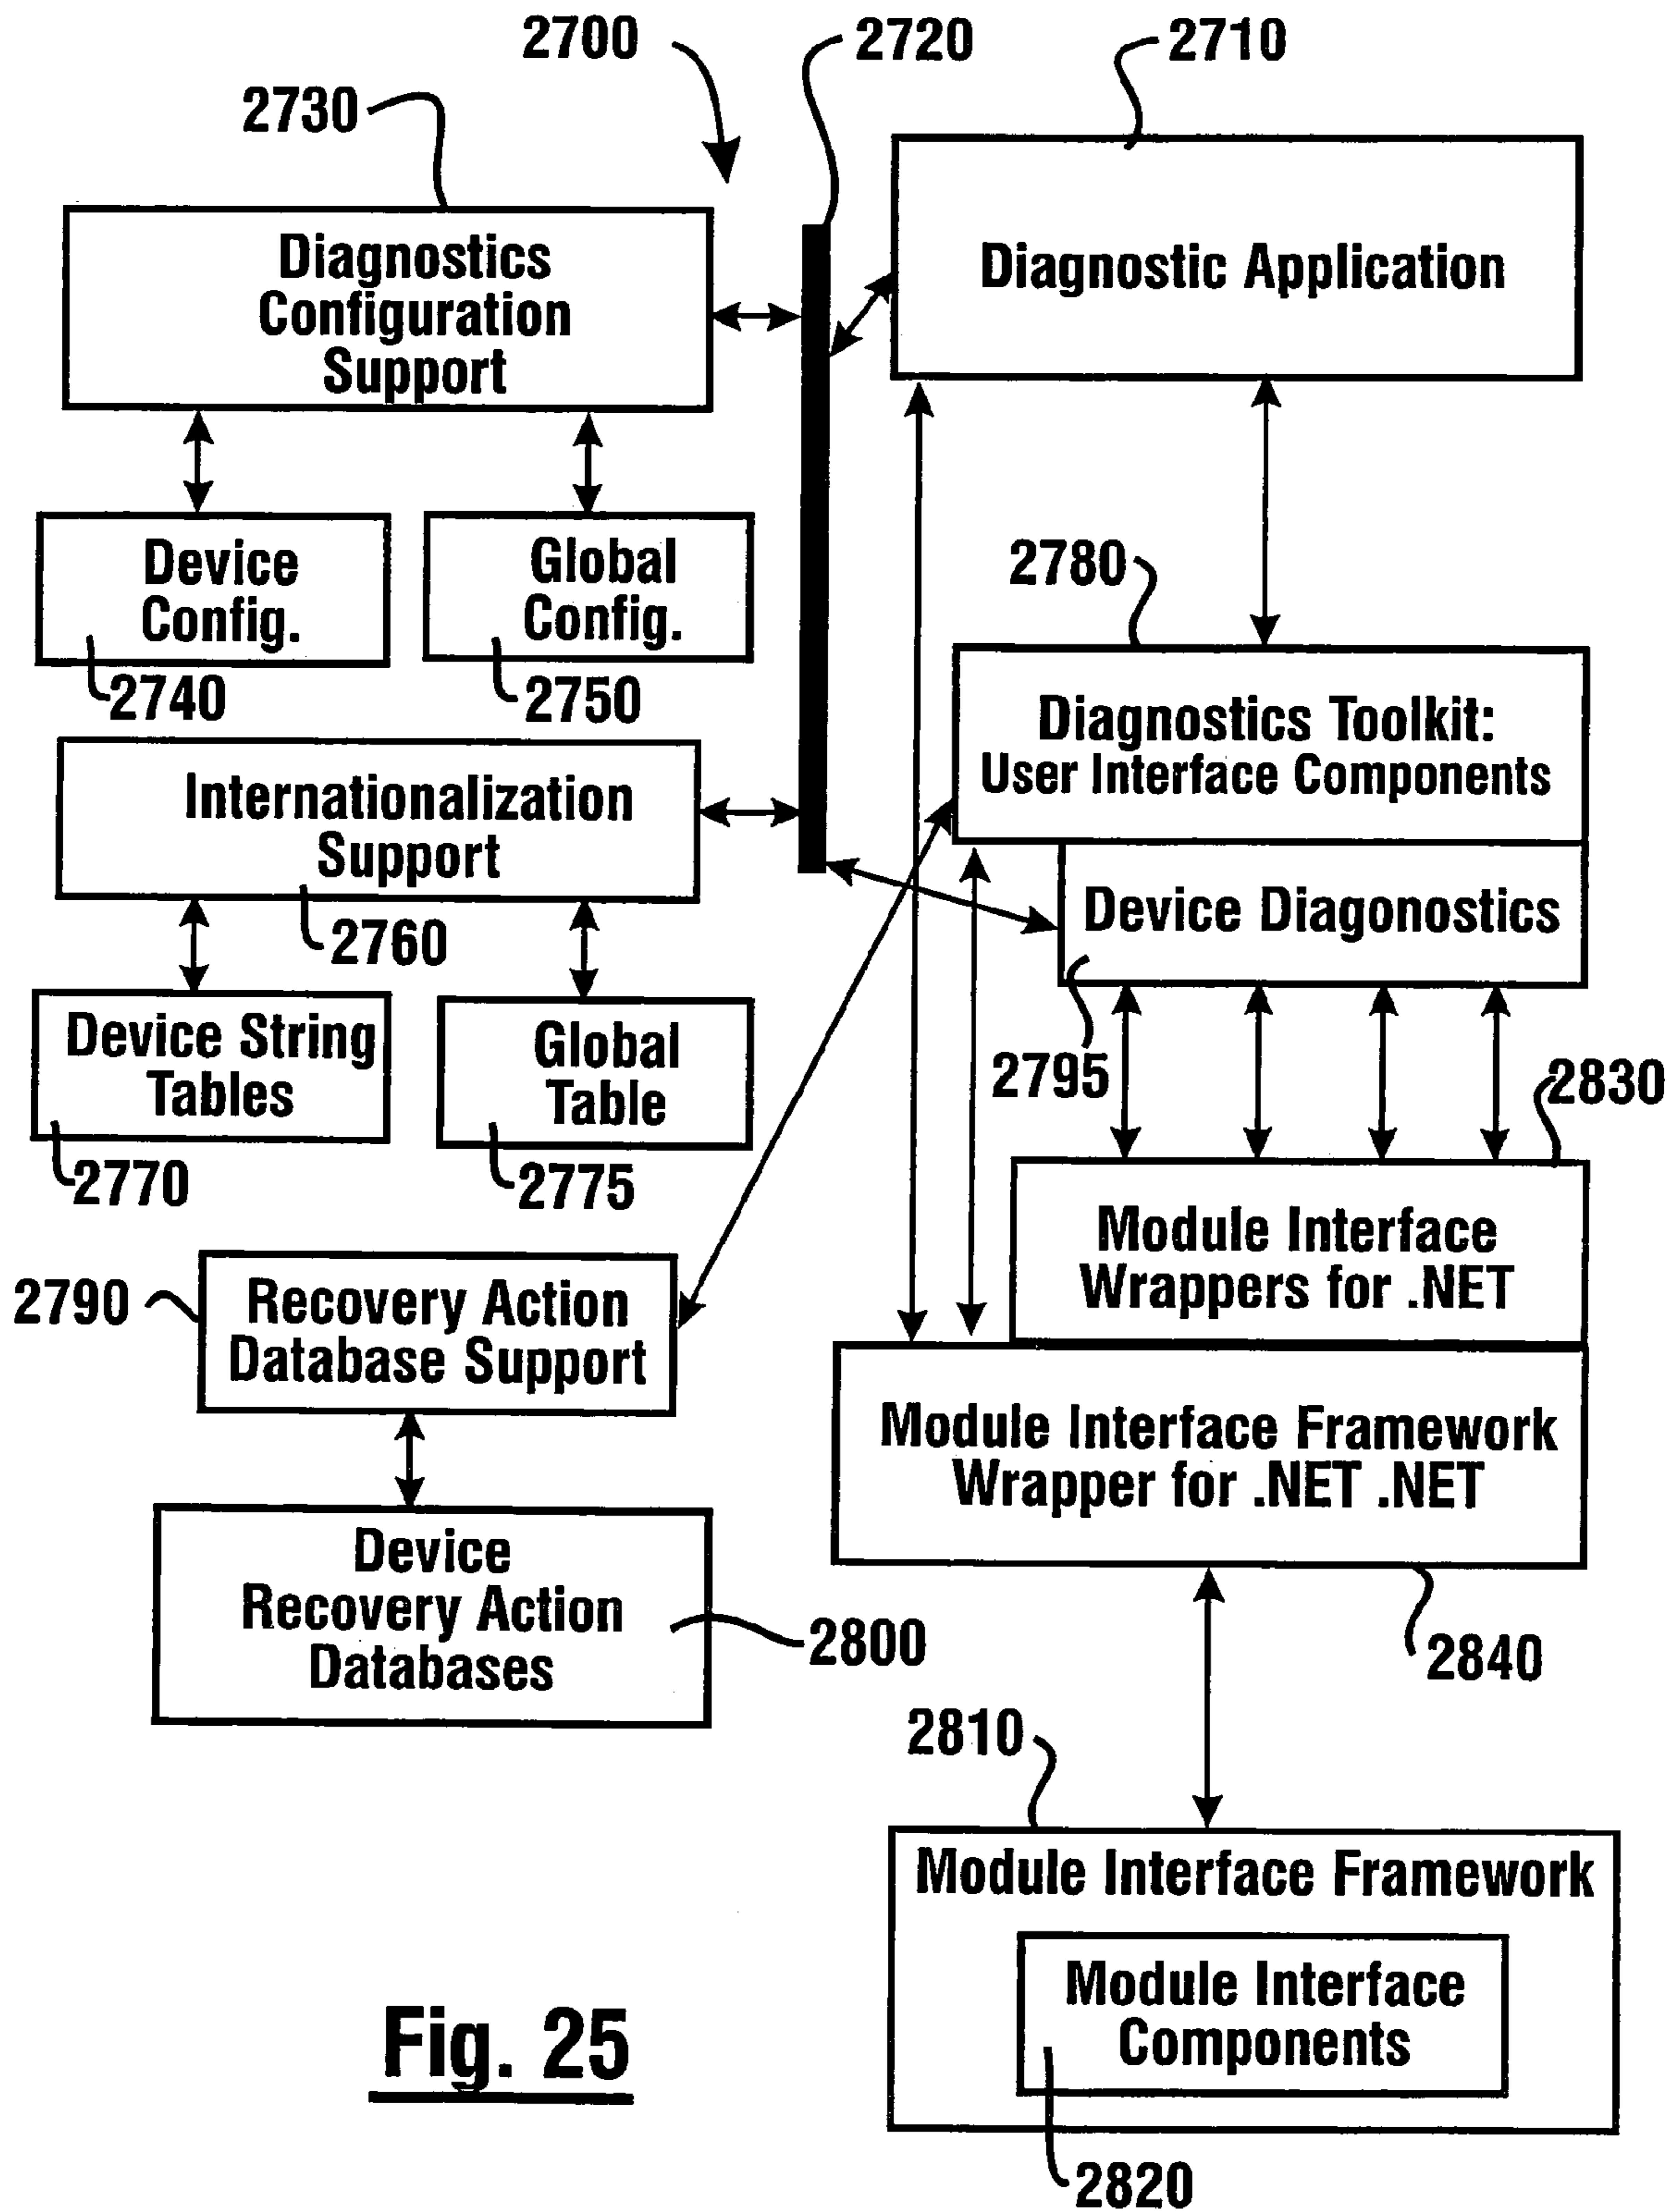 2700
2720
2710
2730
Diagnostics
Configuration
Support
Diagnostic Application
Device
Config.
Global
Config.
2740
2750
2780
Diagnostics Toolkit:
User Interface Components
Internationalization
Support
2760
Device Diagonostics
2795
Device String
Tables
Global
Table
2770
2775
2830
Module Interface
Wrappers for .NET
2790
Recovery Action
Database Support
Module Interface Framework
Wrapper for .NET .NET
Device
Recovery Action
Databases
2800
2840
2810
Module Interface Framework
Module Interface
Components
2820
Fig. 25